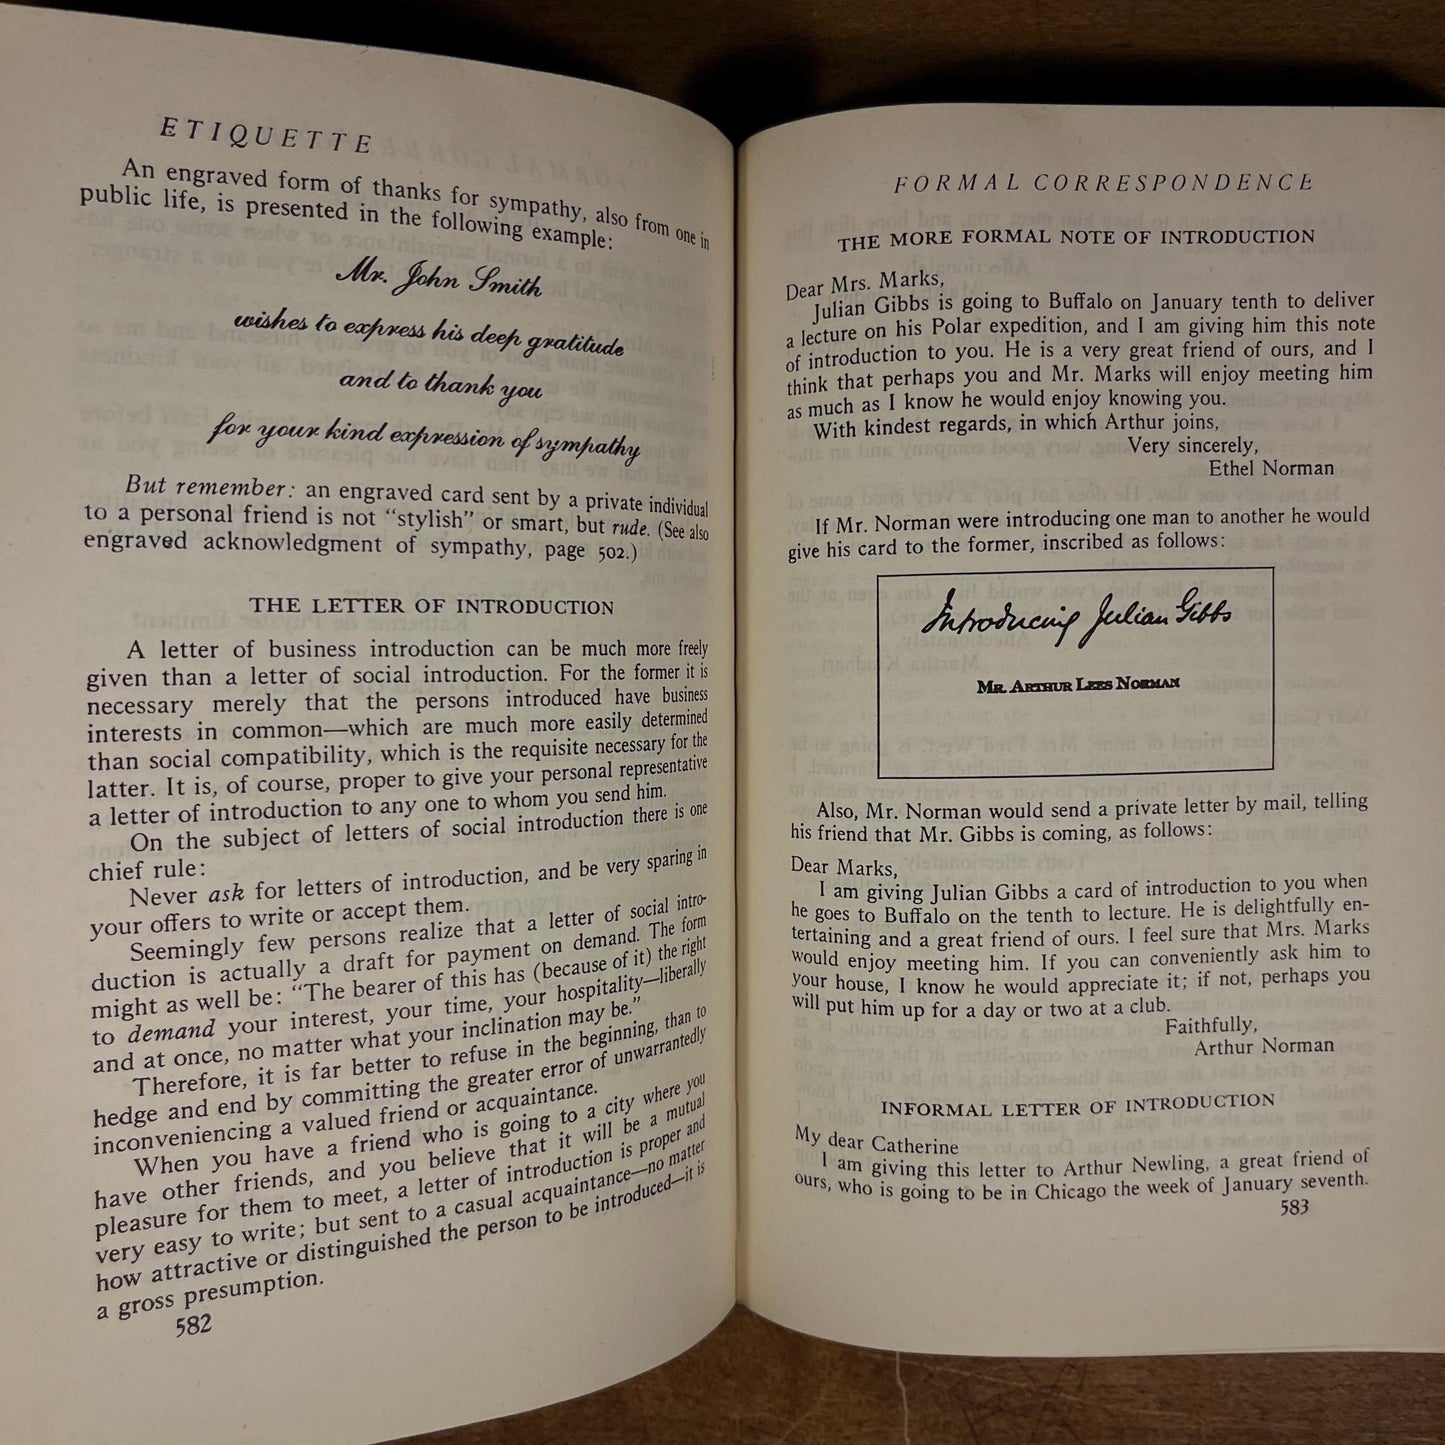 ETIQUETTE
An engraved form of thanks for sympathy, also from one in
public life, is presented in the following example:
Mr. John Smith
wishes to express his deep gratitude
and to thank you
for your kind expression of sympathy
But remember: an engraved card sent by a private individual
to a personal friend is not "stylish" or smart, but rude. (See also
engraved acknowledgment of sympathy, page 502.)
THE LETTER OF INTRODUCTION
A letter of business introduction can be much more freely
given than a letter of social introduction. For the former it is
necessary merely that the persons introduced have business
interests in common—which are much more easily determined
than social compatibility, which is the requisite necessary for the
latter. It is, of course, proper to give your personal representative
a letter of introduction to any one to whom you send him.
On the subject of letters of social introduction there is one
chief rule:
Never ask for letters of introduction, and be very sparing in
your offers to write or accept them.
Seemingly few persons realize that a letter of social intro-
duction is actually a draft for payment on demand. The form
might as well be: "The bearer of this has (because of it) the right
to demand your interest, your time, your hospitality—liberally
and at once, no matter what your inclination may be."
Therefore, it is far better to refuse in the beginning, than to
hedge and end by committing the greater error of unwarrantedly
inconveniencing a valued friend or acquaintance.
When you have a friend who is going to a city where you
have other friends, and you believe that it will be a mutual
pleasure for them to meet, a letter of introduction is proper and
very easy to write; but sent to a casual acquaintance—no matter
how attractive or distinguished the person to be introduced—it is
a gross presumption.
582
FORMAL CORRESPONDENCE
THE MORE FORMAL NOTE OF INTRODUCTION
Dear Mrs. Marks,
Julian Gibbs is going to Buffalo on January tenth to deliver
a lecture on his Polar expedition, and I am giving him this note
of introduction to you. He is a very great friend of ours, and I
think that perhaps you and Mr. Marks will enjoy meeting him
as much as I know he would enjoy knowing you.
With kindest regards, in which Arthur joins,
Very sincerely,
Ethel Norman
If Mr. Norman were introducing one man to another he would
give his card to the former, inscribed as follows:
Introducing Julian Gibbs
MR. ARTHUR LEES NORMAN
Also, Mr. Norman would send a private letter by mail, telling
his friend that Mr. Gibbs is coming, as follows:
Dear Marks,
I am giving Julian Gibbs a card of introduction to you when
he goes to Buffalo on the tenth to lecture. He is delightfully en-
tertaining and a great friend of ours. I feel sure that Mrs. Marks
would enjoy meeting him. If you can conveniently ask him to
your house, I know he would appreciate it; if not, perhaps you
will put him up for a day or two at a club.
Faithfully,
Arthur Norman
INFORMAL LETTER OF INTRODUCTION
My dear Catherine
I am giving this letter to Arthur Newling, a great friend of
ours, who is going to be in Chicago the week of January seventh.
583